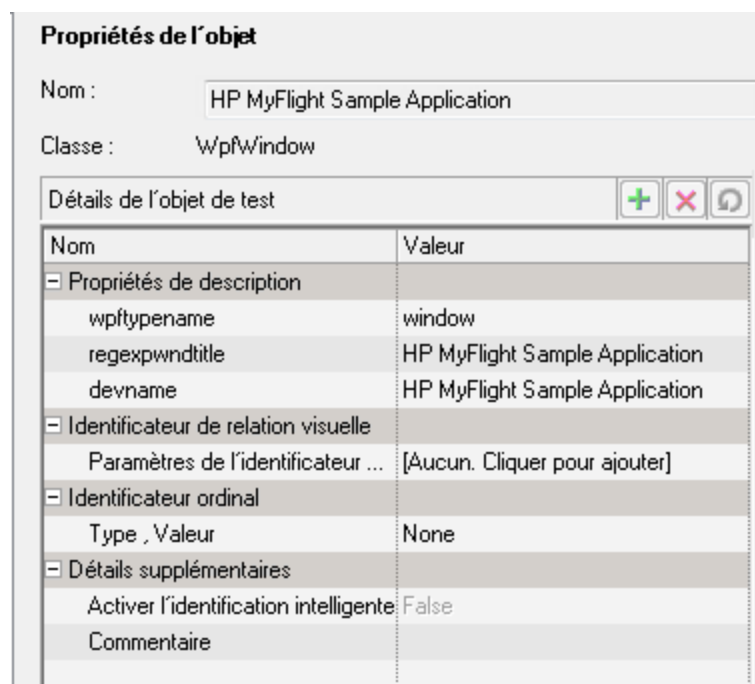 Propriétés de l´objet
Nom :
HP MyFlight Sample Application
Classe : WpfWindow
Détails de l´objet de test
Nom Valeur
Propriétés de description
wpftypename window
regexpwndtitle HP MyFlight Sample Application
devname HP MyFlight Sample Application
Identificateur de relation visuelle
Paramètres de l´identificateur ... [Aucun. Cliquer pour ajouter]
Identificateur ordinal
Type , Valeur None
Détails supplémentaires
Activer l´identification intelligente False
Commentaire